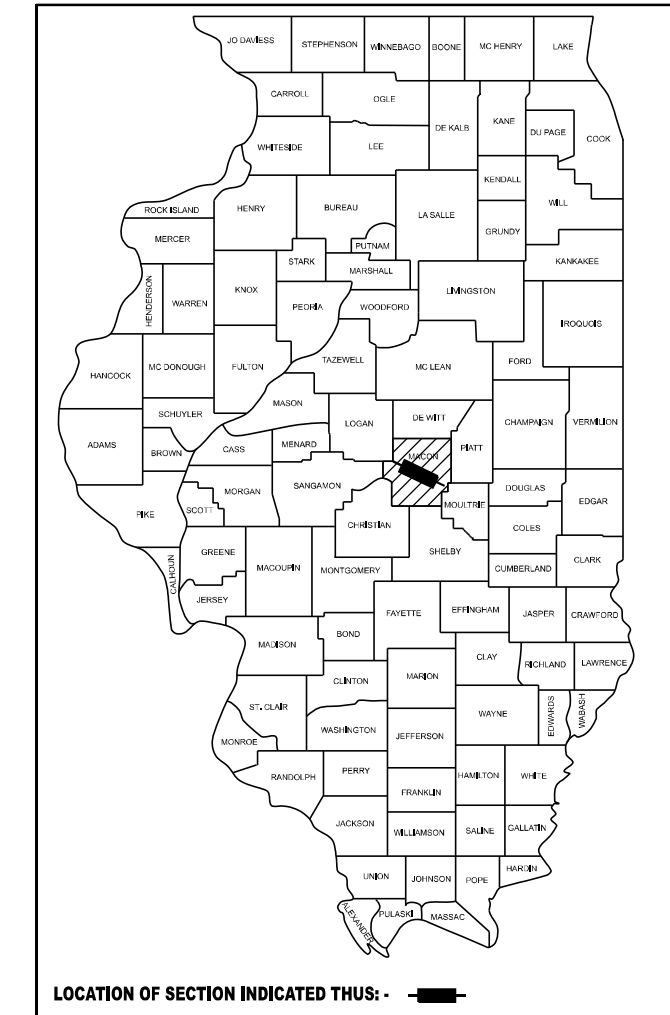 JO DAVIESS STEPHENSON WINNEBAGO BOONE MC HENRY LAKE
CARROLL OGLE DE KALB KANE DU PAGE COOK
WHITESIDE LEE
KENDALL
ROCK ISLAND HENRY BUREAU LA SALLE WILL
MERCER PUTNAM GRUNDY
STARK MARSHALL KANKAKEE
HENDERSON WARREN KNOX PEORIA WOODFORD LIVINGSTON
IROQUOIS
HANCOCK MC DONOUGH FULTON TAZEWELL MC LEAN FORD
MASON
SCHUYLER LOGAN DE WITT CHAMPAIGN VERMILION
ADAMS BROWN CASS MENARD MACON PIATT
MORGAN SANGAMON DOUGLAS
PIKE SCOTT MOULTRIE EDGAR
CHRISTIAN COLES
GREENE SHELBY
CALHOUN MACOUPIN MONTGOMERY CUMBERLAND CLARK
JERSEY
FAYETTE EFFINGHAM JASPER CRAWFORD
MADISON BOND
CLAY RICHLAND LAWRENCE
CLINTON MARION
ST. CLAIR WAYNE EDWARDS WABASH
WASHINGTON JEFFERSON
MONROE
RANDOLPH PERRY HAMILTON WHITE
FRANKLIN
JACKSON WILLIAMSON SALINE GALLATIN
UNION JOHNSON POPE HARDIN
ALEXANDER PULASKI MASSAC
LOCATION OF SECTION INDICATED THUS: -